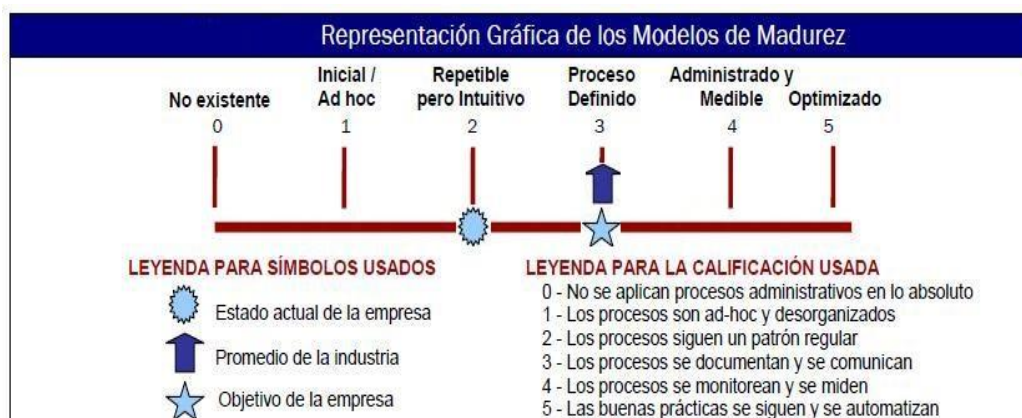 Representación Gráfica de los Modelos de Madurez
No existente
0
Inicial /
Ad hoc
1
Repetible
pero Intuitivo
2
Proceso
Definido
3
Administrado y
Medible
4
Optimizado
5
LEYENDA PARA SÍMBOLOS USADOS
Estado actual de la empresa
Promedio de la industria
Objetivo de la empresa
LEYENDA PARA LA CALIFICACIÓN USADA
0 - No se aplican procesos administrativos en lo absoluto
1 - Los procesos son ad-hoc y desorganizados
2 - Los procesos siguen un patrón regular
3 - Los procesos se documentan y se comunican
4 - Los procesos se monitorean y se miden
5 - Las buenas prácticas se siguen y se automatizan